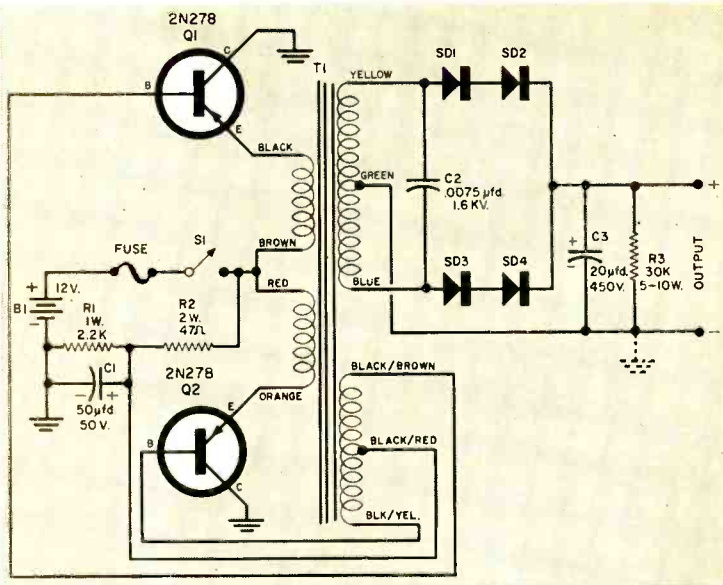 2N278
Q1
C
B
E
BLACK
T1
YELLOW
SD1
SD2
GREEN
C2
.0075 µfd.
1.6 KV.
BROWN
RED
FUSE
S1
+
12V.
B1
-
R1
1W.
2.2K
R2
2W.
47Ω
C1
- +
50µfd
50V.
BLUE
SD3
SD4
+
-
C3
20µfd.
450V.
R3
30K
5-10W.
+
OUTPUT
-
2N278
Q2
E
B
C
ORANGE
BLACK/BROWN
BLACK/RED
BLK/YEL.